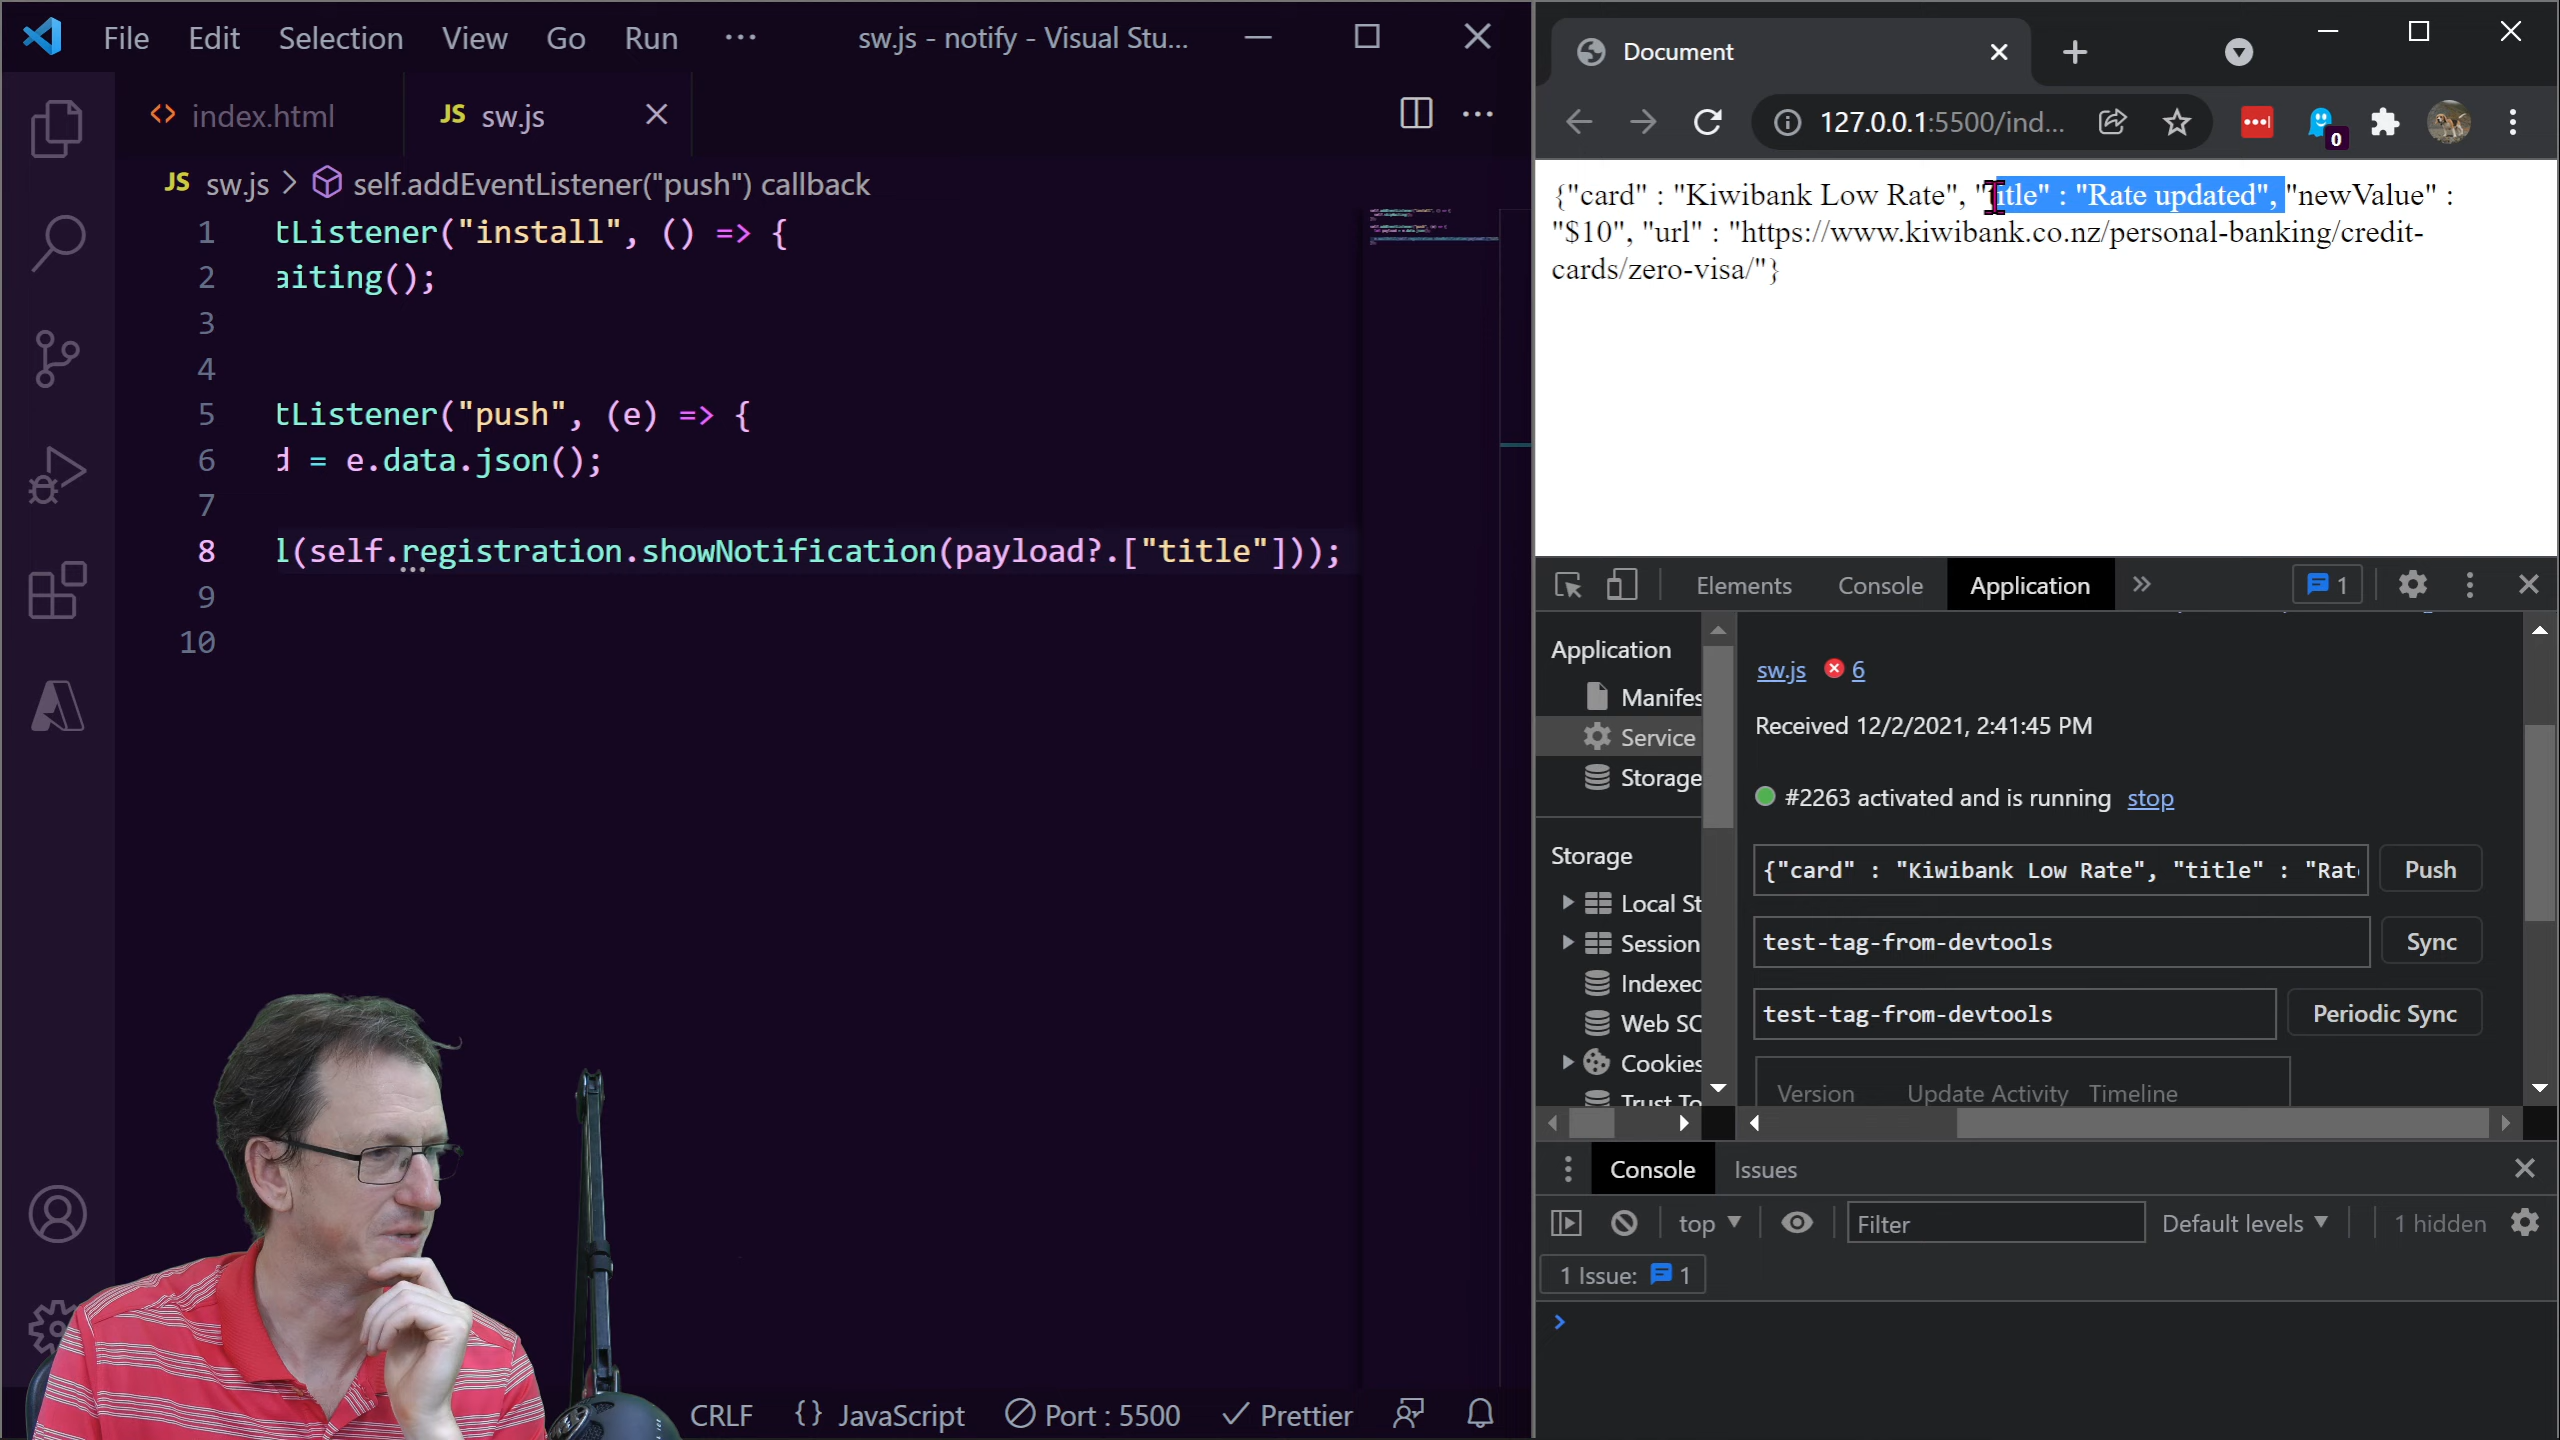 File Edit Selection View Go Run ··· sw.js - notify - Visual Stu...
index.html JS sw.js
JS sw.js > self.addEventListener("push") callback
1 tListener("install", () => {
2 aiting();
3
4
5 tListener("push", (e) => {
6 d = e.data.json();
7
8 l(self.registration.showNotification(payload?.["title"]));
9
10
CRLF {} JavaScript Port : 5500 Prettier
Document
127.0.0.1:5500/ind...
0
{"card" : "Kiwibank Low Rate", "title" : "Rate updated", "newValue" :
"$10", "url" : "https://www.kiwibank.co.nz/personal-banking/credit-
cards/zero-visa/"}
Elements Console Application 1
Application
Manifes
Service
Storage
Storage
Local St
Session
Indexec
Web SC
Cookies
Trust To
sw.js 6
Received 12/2/2021, 2:41:45 PM
#2263 activated and is running stop
{"card" : "Kiwibank Low Rate", "title" : "Rat Push
test-tag-from-devtools Sync
test-tag-from-devtools Periodic Sync
Version Update Activity Timeline
Console Issues
top Filter Default levels 1 hidden
1 Issue: 1